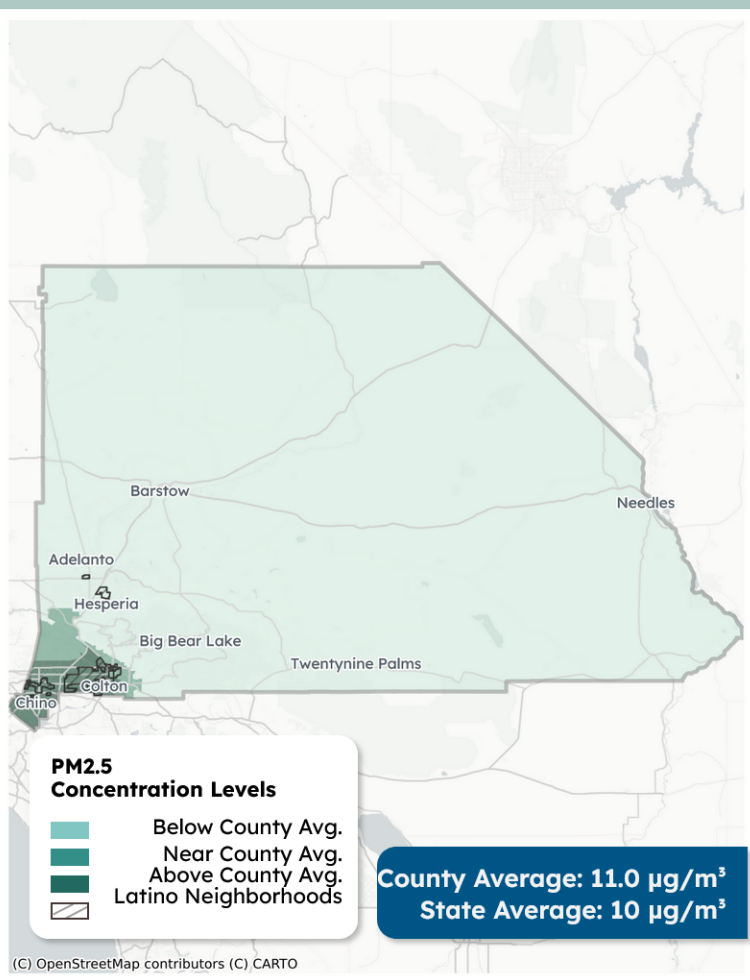 Barstow
Needles
Adelanto
Hesperia
Big Bear Lake
Twentynine Palms
Colton
Chino
PM2.5
Concentration Levels
Below County Avg.
Near County Avg.
Above County Avg.
Latino Neighborhoods
County Average: 11.0 μg/m³
State Average: 10 μg/m³
(C) OpenStreetMap contributors (C) CARTO